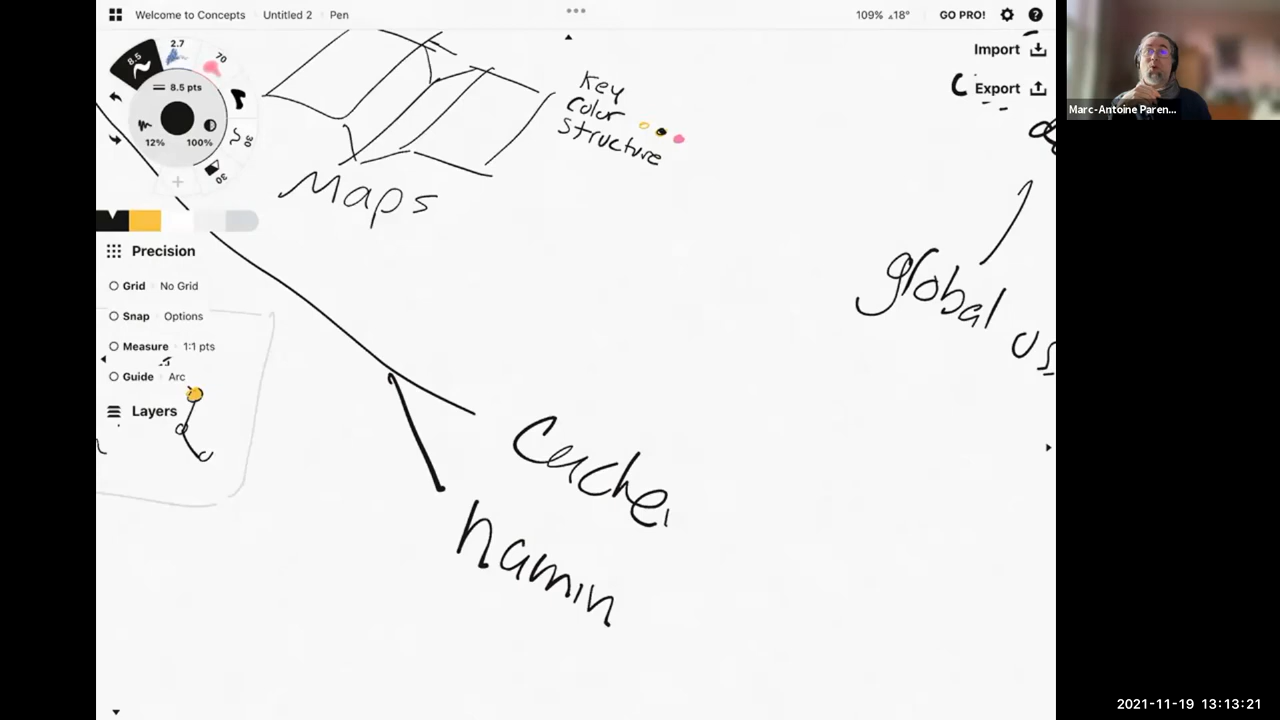 Welcome to Concepts Untitled 2 Pen
109% 18° GO PRO!
Import
Export
8.5
2.7
70
8.5 pts
12% 100%
30
30
Precision
Grid · No Grid
Snap · Options
Measure · 1:1 pts
Guide · Arc
Layers
Key
Color
Structure
Maps
global
Cache
namin
Marc-Antoine Paren...
2021-11-19 13:13:21